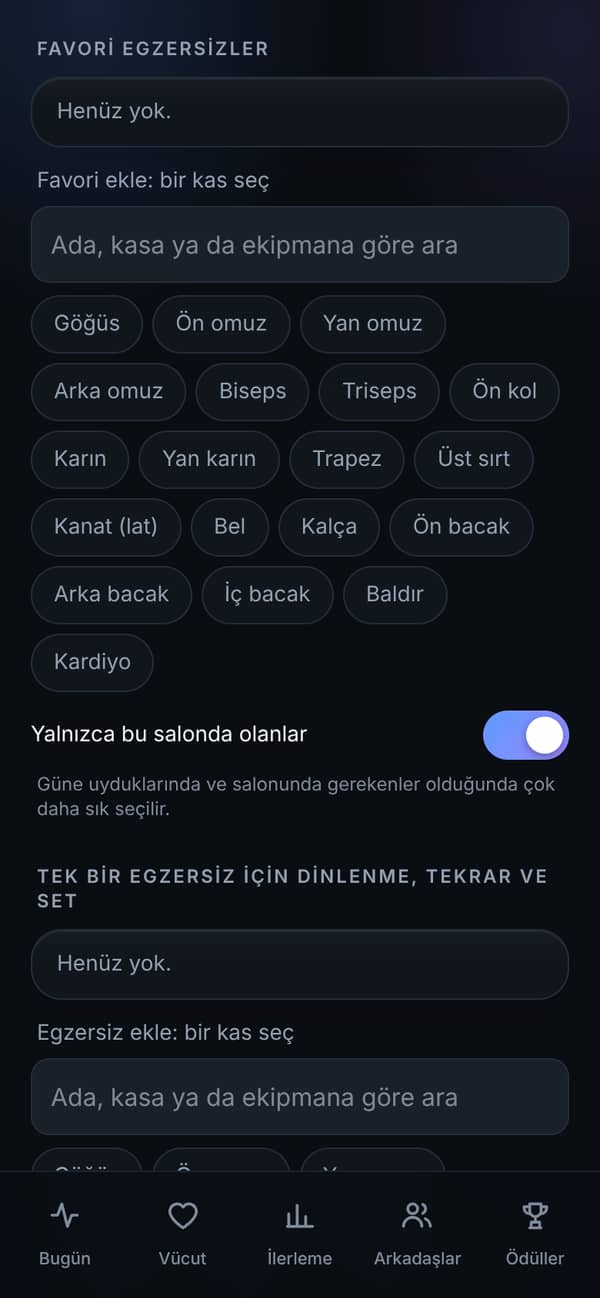 FAVORİ EGZERSİZLER
Henüz yok.
Favori ekle: bir kas seç
Ada, kasa ya da ekipmana göre ara
Göğüs Ön omuz Yan omuz
Arka omuz Biseps Triseps Ön kol
Karın Yan karın Trapez Üst sırt
Kanat (lat) Bel Kalça Ön bacak
Arka bacak İç bacak Baldır
Kardiyo
Yalnızca bu salonda olanlar
Güne uyduklarında ve salonunda gerekenler olduğunda çok
daha sık seçilir.
TEK BİR EGZERSİZ İÇİN DİNLENME, TEKRAR VE
SET
Henüz yok.
Egzersiz ekle: bir kas seç
Ada, kasa ya da ekipmana göre ara
Bugün Vücut İlerleme Arkadaşlar Ödüller